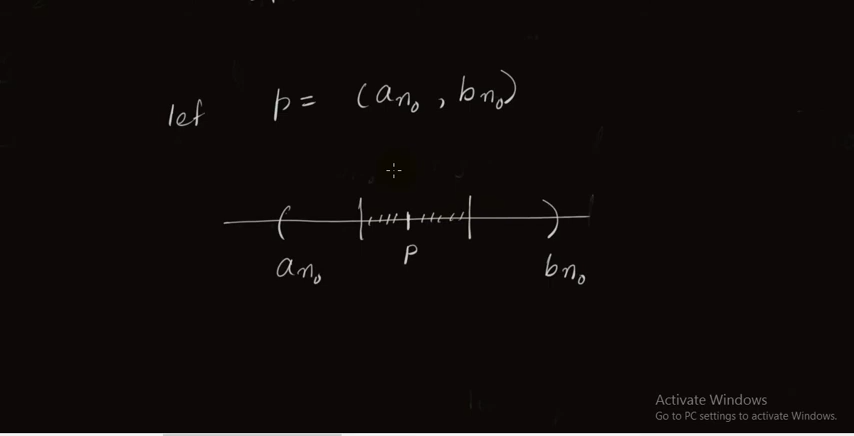 let p = (an₀, bn₀)
P
an₀ bn₀
Activate Windows
Go to PC settings to activate Windows.